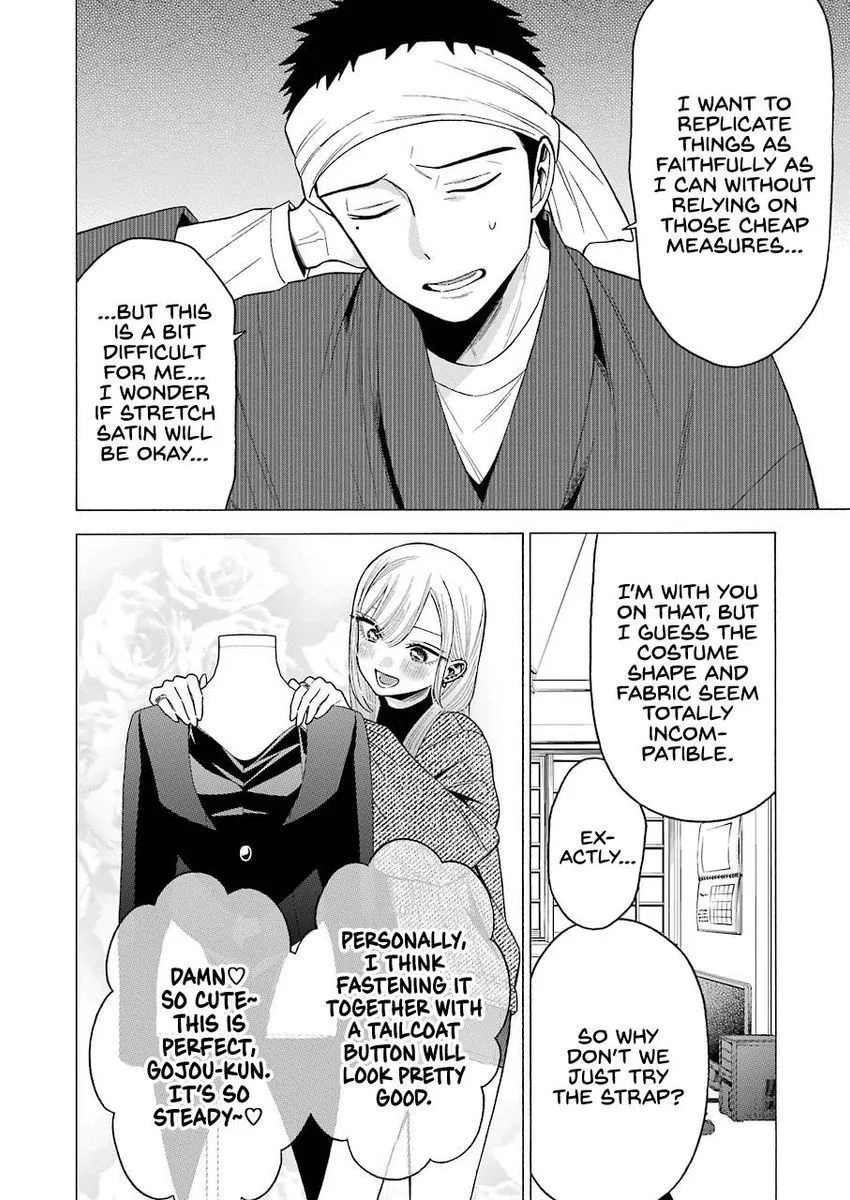 I WANT TO
REPLICATE
THINGS AS
FAITHFULLY AS
I CAN WITHOUT
RELYING ON
THOSE CHEAP
MEASURES...
...BUT THIS
IS A BIT
DIFFICULT
FOR ME...
I WONDER
IF STRETCH
SATIN WILL
BE OKAY...
I'M WITH YOU
ON THAT, BUT
I GUESS THE
COSTUME
SHAPE AND
FABRIC SEEM
TOTALLY
INCOM-
PATIBLE.
EX-
ACTLY...
SO WHY
DON'T WE
JUST TRY
THE STRAP?
PERSONALLY,
I THINK
FASTENING IT
TOGETHER WITH
A TAILCOAT
BUTTON WILL
LOOK PRETTY
GOOD.
DAMN♡
SO CUTE~
THIS IS
PERFECT,
GOJOU-KUN.
IT'S SO
STEADY~♡